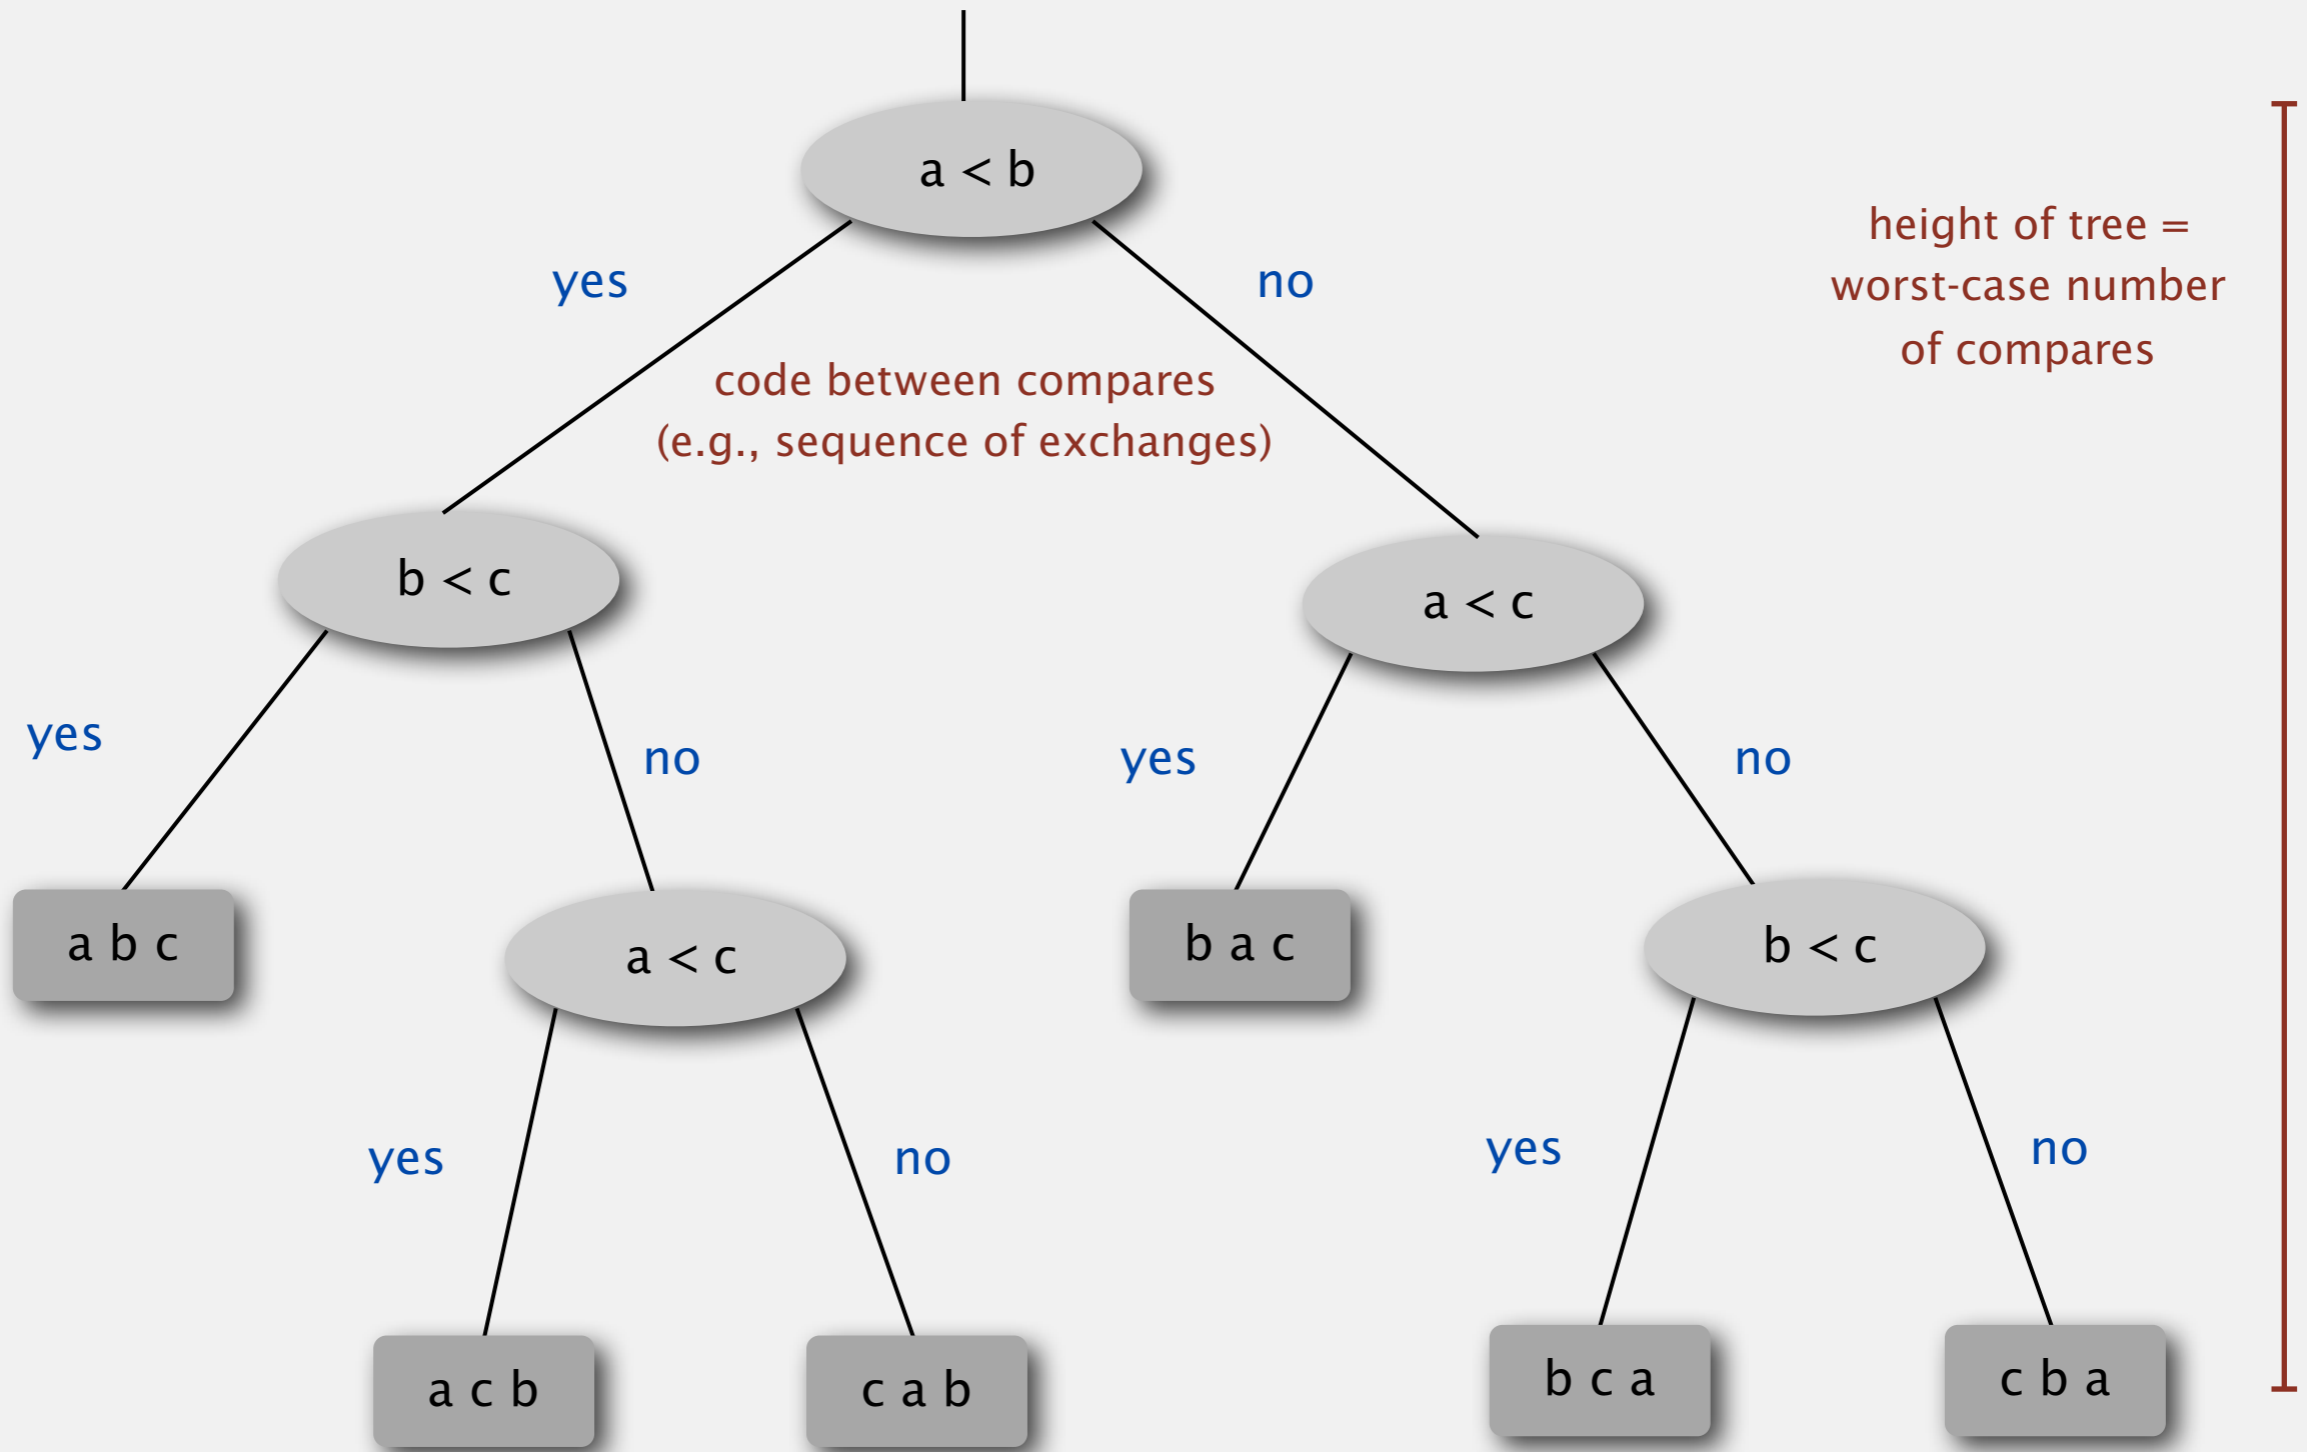 a < b
height of tree =
worst-case number
of compares
yes
no
code between compares
(e.g., sequence of exchanges)
b < c
a < c
yes
no
yes
no
a b c
a < c
b a c
b < c
yes
no
yes
no
a c b
c a b
b c a
c b a